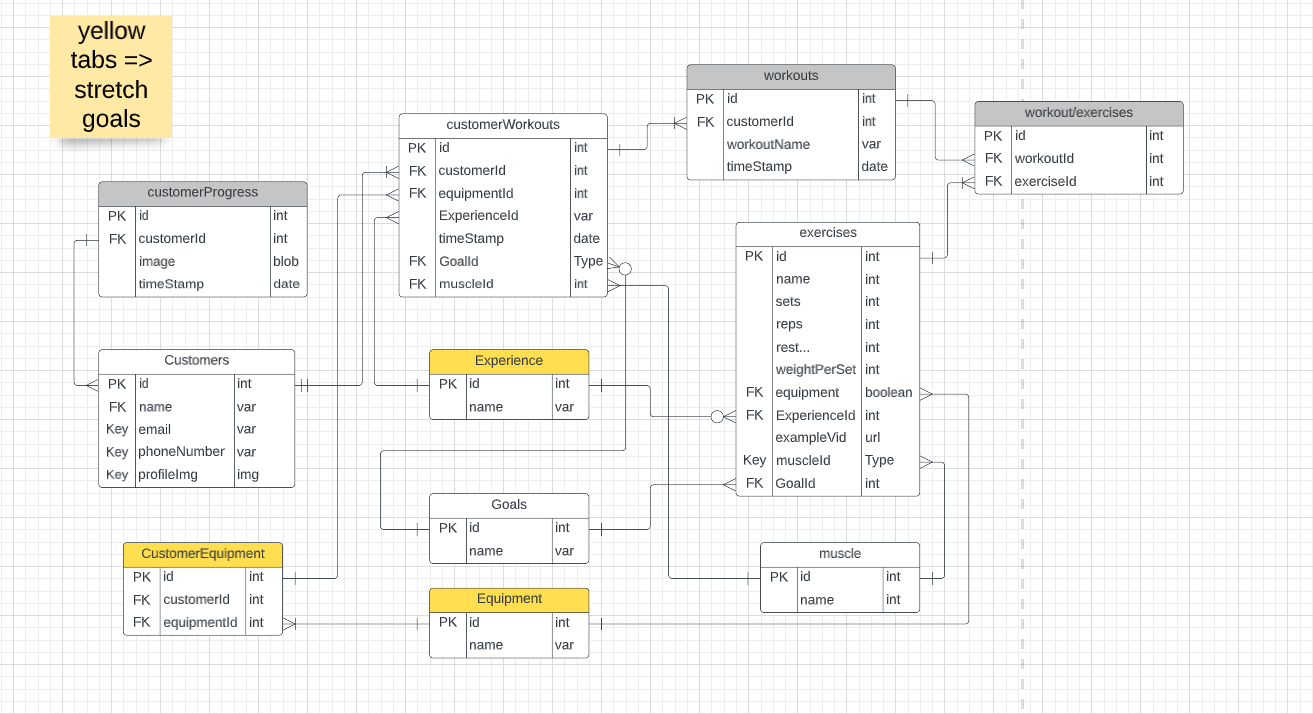 yellow
tabs =>
stretch
goals
customerProgress
PK id int
FK customerId int
image blob
timeStamp date
Customers
PK id int
FK name var
Key email var
Key phoneNumber var
Key profileImg img
CustomerEquipment
PK id int
FK customerId int
FK equipmentId int
customerWorkouts
PK id int
FK customerId int
FK equipmentId int
ExperienceId var
timeStamp date
FK GoalId Type
FK muscleId int
Experience
PK id int
name var
Goals
PK id int
name var
Equipment
PK id int
name var
workouts
PK id int
FK customerId int
workoutName var
timeStamp date
exercises
PK id int
name int
sets int
reps int
rest... int
weightPerSet int
FK equipment boolean
FK ExperienceId int
exampleVid url
Key muscleId Type
FK GoalId int
muscle
PK id int
name int
workout/exercises
PK id int
FK workoutId int
FK exerciseId int